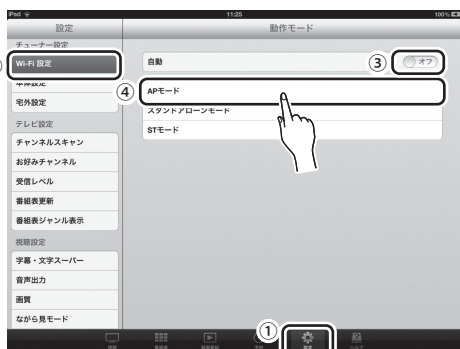 iPad
11:25
100%
設定
動作モード
チューナー設定
Wi-Fi 設定
自動
③
オフ
本体設定
④
APモード
宅外設定
スタンドアローンモード
テレビ設定
STモード
チャンネルスキャン
お好みチャンネル
受信レベル
番組表更新
番組表ジャンル表示
視聴設定
字幕・文字スーパー
音声出力
画質
ながら見モード
①
設定